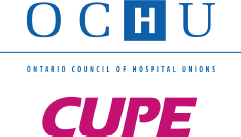 OCHU
ONTARIO COUNCIL OF HOSPITAL UNIONS
CUPE